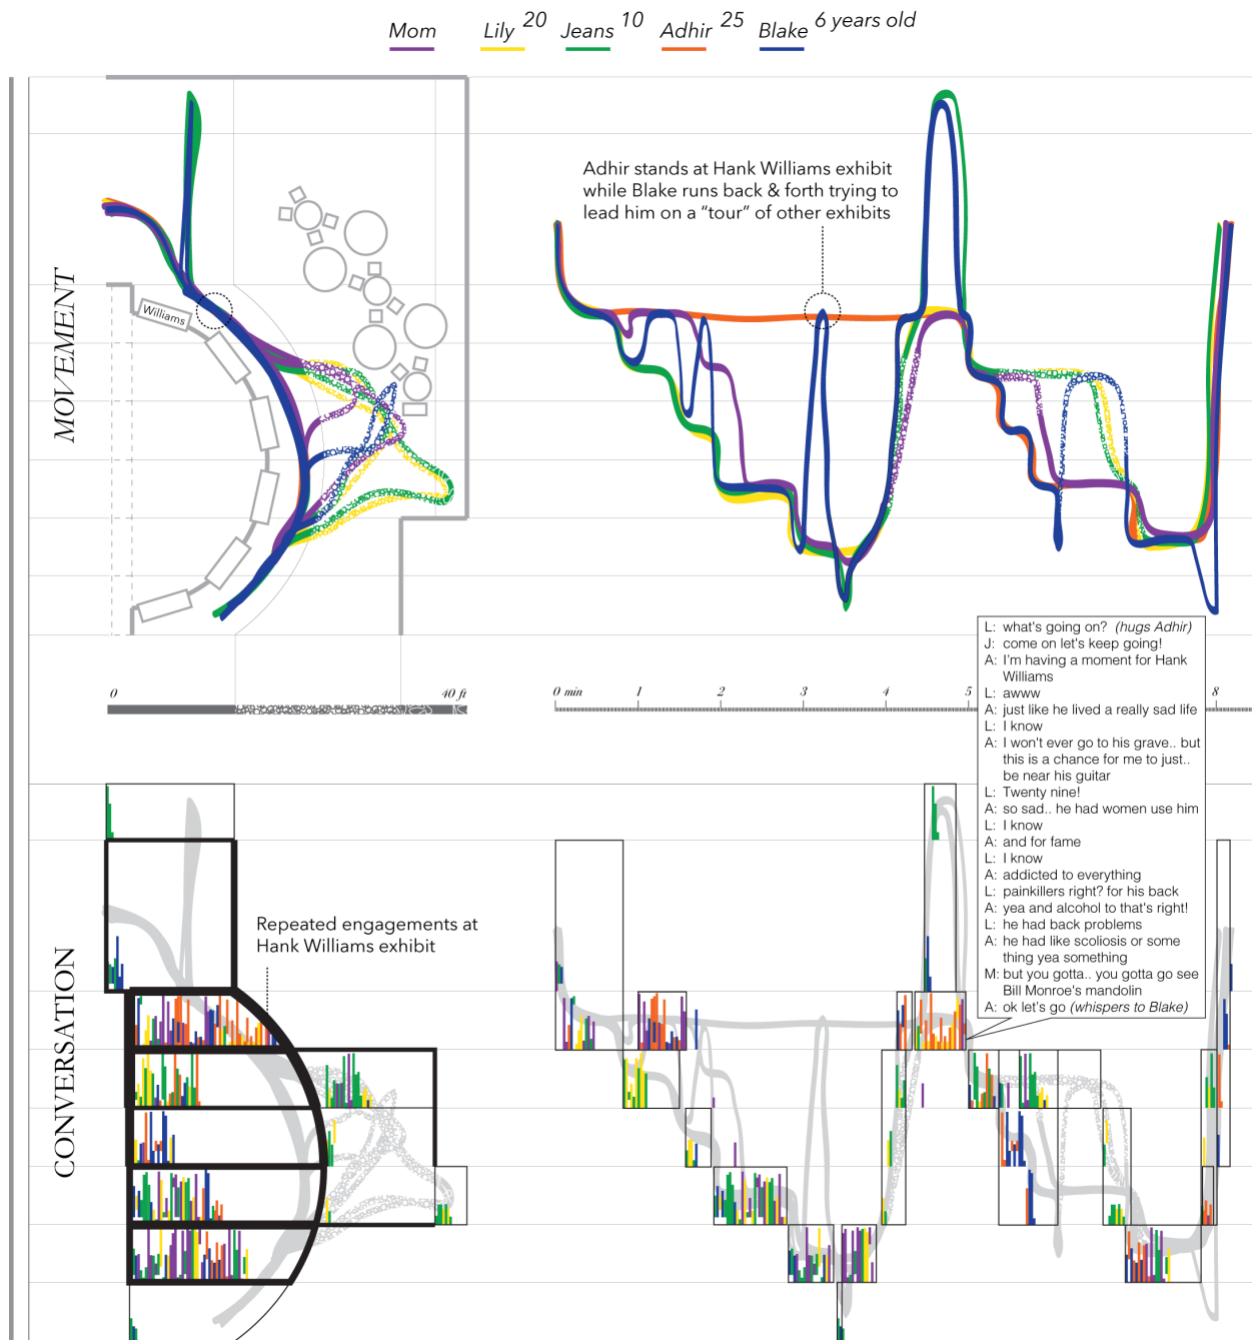 Mom Lily 20 Jeans 10 Adhir 25 Blake 6 years old
MOVEMENT
Williams
Adhir stands at Hank Williams exhibit
while Blake runs back & forth trying to
lead him on a “tour” of other exhibits
0 40 ft
0 min 1 2 3 4 5 8
L: what's going on? (hugs Adhir)
J: come on let's keep going!
A: I'm having a moment for Hank
Williams
L: awww
A: just like he lived a really sad life
L: I know
A: I won't ever go to his grave.. but
this is a chance for me to just..
be near his guitar
L: Twenty nine!
A: so sad.. he had women use him
L: I know
A: and for fame
L: I know
A: addicted to everything
L: painkillers right? for his back
A: yea and alcohol to that's right!
L: he had back problems
A: he had like scoliosis or some
thing yea something
M: but you gotta.. you gotta go see
Bill Monroe's mandolin
A: ok let's go (whispers to Blake)
CONVERSATION
Repeated engagements at
Hank Williams exhibit